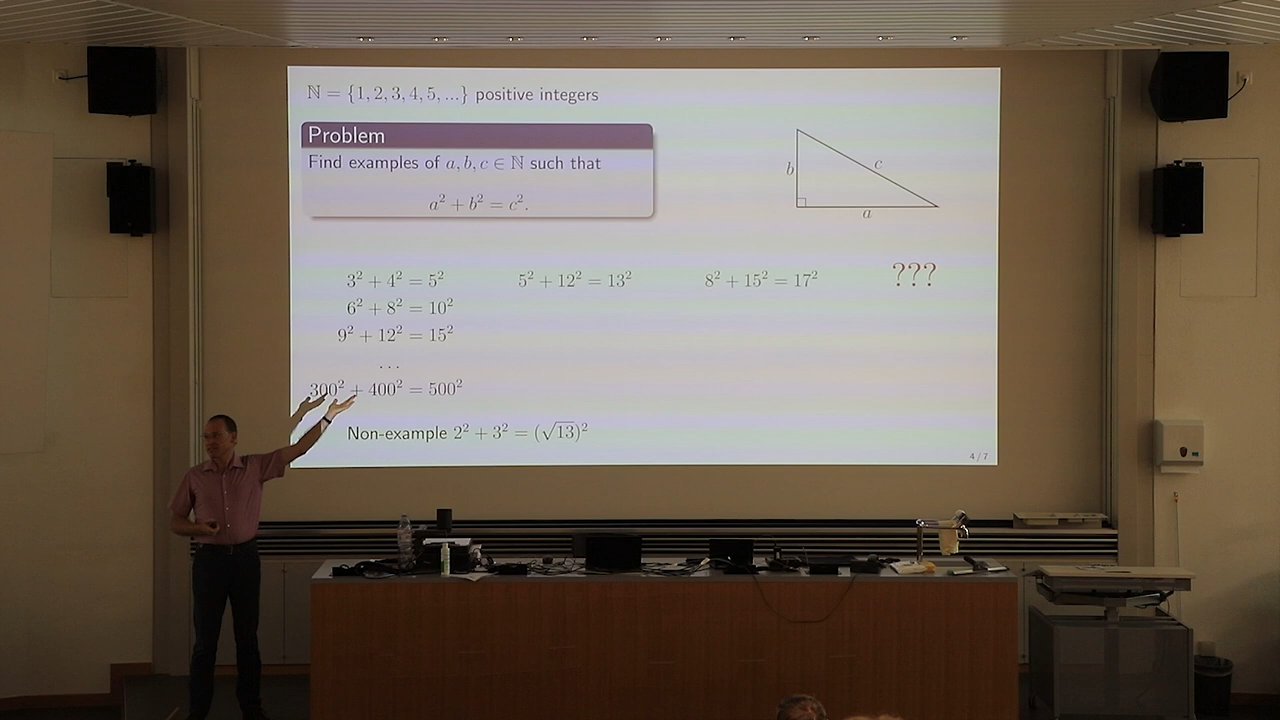 ℕ = {1, 2, 3, 4, 5, ...} positive integers
Problem
Find examples of a, b, c ∈ ℕ such that
a² + b² = c².
b
c
a
3² + 4² = 5² 5² + 12² = 13² 8² + 15² = 17² ???
6² + 8² = 10²
9² + 12² = 15²
...
300² + 400² = 500²
Non-example 2² + 3² = (√13)²
4 / 7